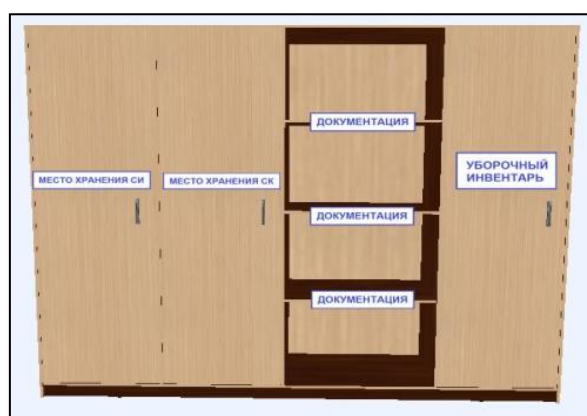 ДОКУМЕНТАЦИЯ
МЕСТО ХРАНЕНИЯ СИ
МЕСТО ХРАНЕНИЯ СК
УБОРОЧНЫЙ
ИНВЕНТАРЬ
ДОКУМЕНТАЦИЯ
ДОКУМЕНТАЦИЯ